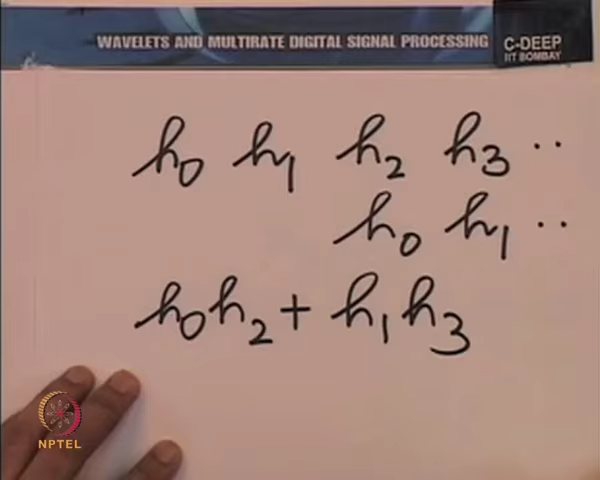 WAVELETS AND MULTIRATE DIGITAL SIGNAL PROCESSING
C-DEEP
IIT BOMBAY
h₀ h₁ h₂ h₃ ··
h₀ h₁ ··
h₀h₂ + h₁h₃
NPTEL